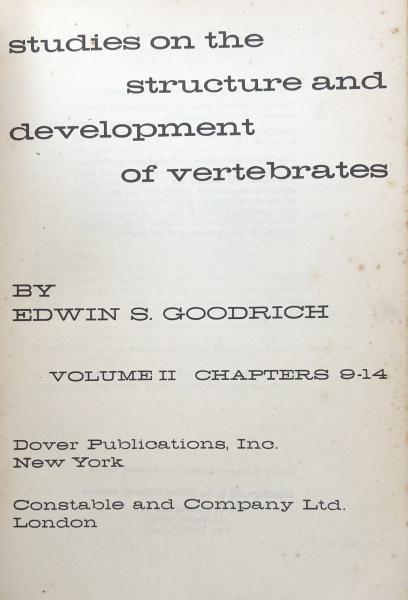 studies on the
structure and
development
of vertebrates
BY
EDWIN S. GOODRICH
VOLUME II CHAPTERS 9-14
Dover Publications, Inc.
New York
Constable and Company Ltd.
London